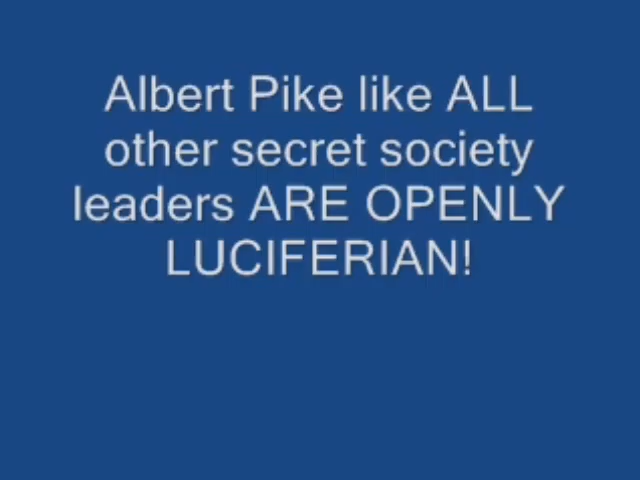 Albert Pike like ALL
other secret society
leaders ARE OPENLY
LUCIFERIAN!